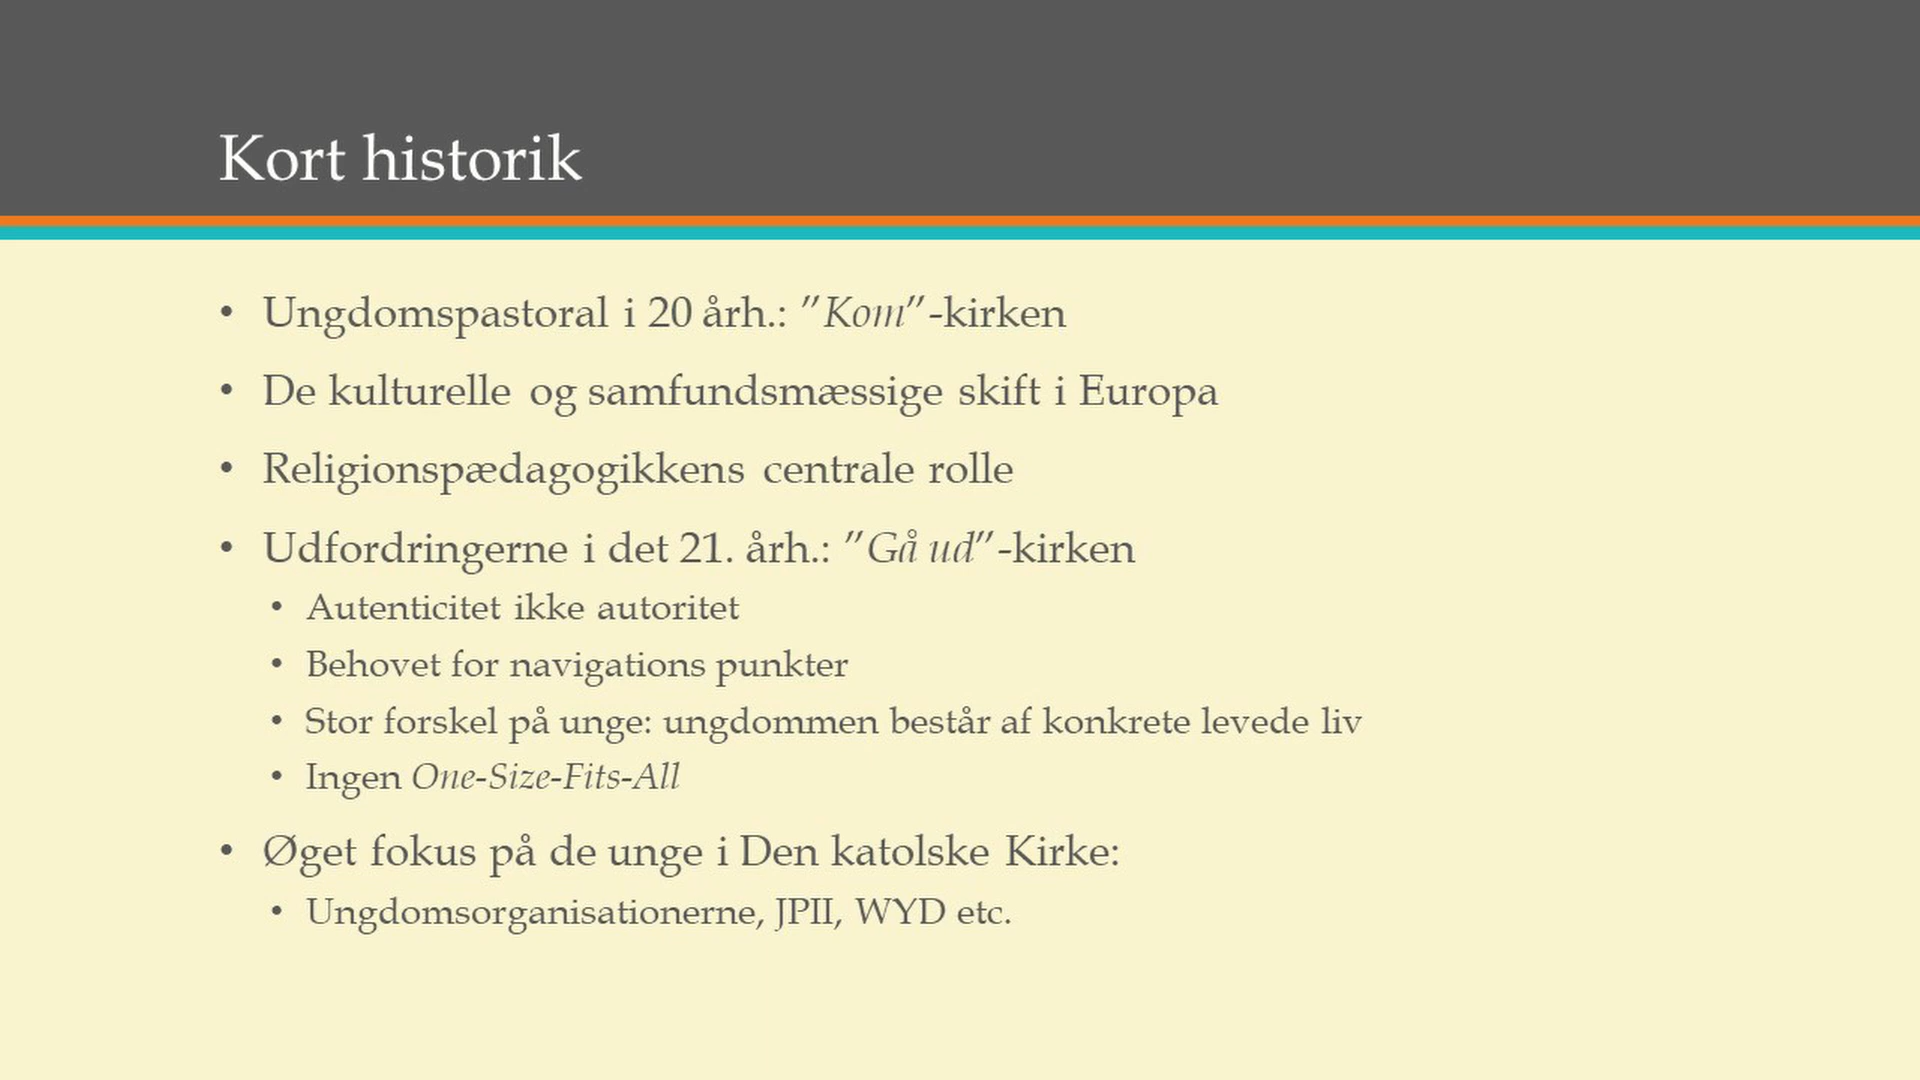 Kort historik
• Ungdomspastoral i 20 årh.: ”Kom”-kirken
• De kulturelle og samfundsmæssige skift i Europa
• Religionspædagogikkens centrale rolle
• Udfordringerne i det 21. årh.: ”Gå ud”-kirken
• Autenticitet ikke autoritet
• Behovet for navigations punkter
• Stor forskel på unge: ungdommen består af konkrete levede liv
• Ingen One-Size-Fits-All
• Øget fokus på de unge i Den katolske Kirke:
• Ungdomsorganisationerne, JPII, WYD etc.